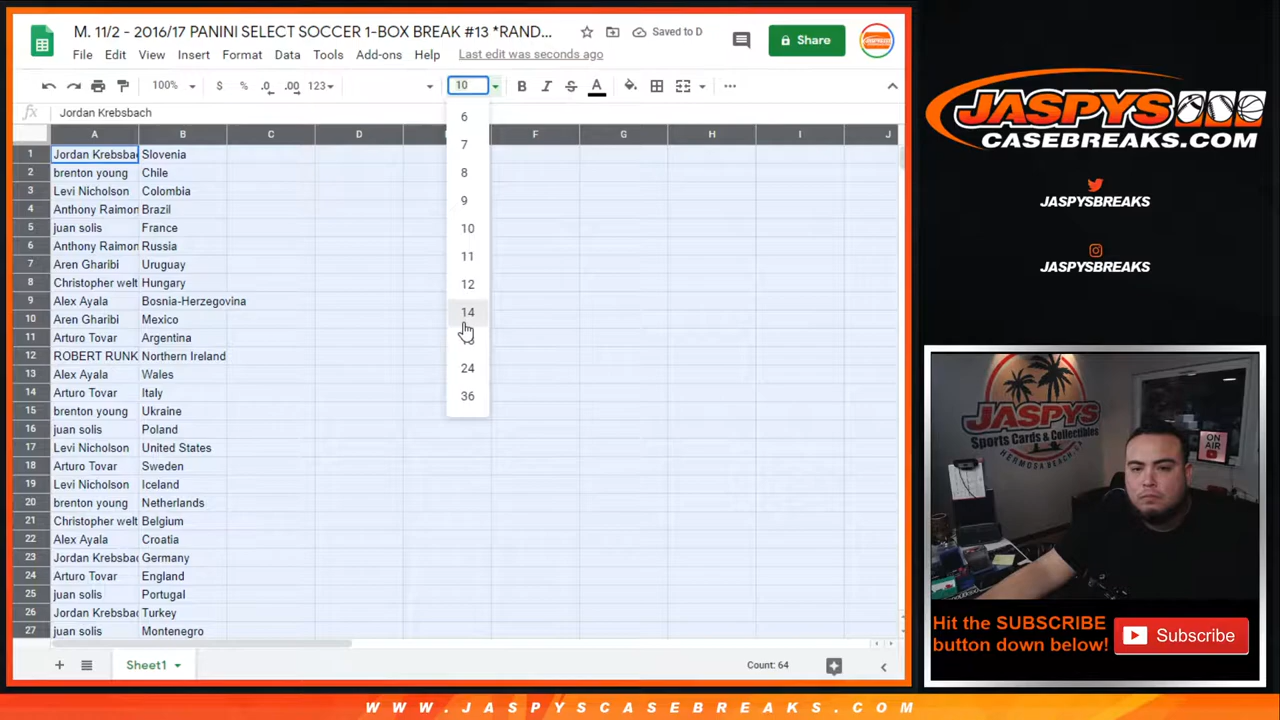 M. 11/2 - 2016/17 PANINI SELECT SOCCER 1-BOX BREAK #13 *RAND...
Saved to D
Share
File Edit View Insert Format Data Tools Add-ons Help Last edit was seconds ago
100% $ % .0 .00 123 10 B I S A
fx Jordan Krebsbach
A B C D F G H I J
1 Jordan Krebsbac Slovenia
2 brenton young Chile
3 Levi Nicholson Colombia
4 Anthony Raimon Brazil
5 juan solis France
6 Anthony Raimon Russia
7 Aren Gharibi Uruguay
8 Christopher welt Hungary
9 Alex Ayala Bosnia-Herzegovina
10 Aren Gharibi Mexico
11 Arturo Tovar Argentina
12 ROBERT RUNK Northern Ireland
13 Alex Ayala Wales
14 Arturo Tovar Italy
15 brenton young Ukraine
16 juan solis Poland
17 Levi Nicholson United States
18 Arturo Tovar Sweden
19 Levi Nicholson Iceland
20 brenton young Netherlands
21 Christopher welt Belgium
22 Alex Ayala Croatia
23 Jordan Krebsbac Germany
24 Arturo Tovar England
25 juan solis Portugal
26 Jordan Krebsbac Turkey
27 juan solis Montenegro
6
7
8
9
10
11
12
14
24
36
Sheet1
Count: 64
JASPYS
CASEBREAKS.COM
JASPYSBREAKS
JASPYSBREAKS
JASPYS
Sports Cards & Collectibles
HERMOSA BEACH, CA
ON AIR
Hit the SUBSCRIBE
button down below!
Subscribe
WWW.JASPYSCASEBREAKS.COM